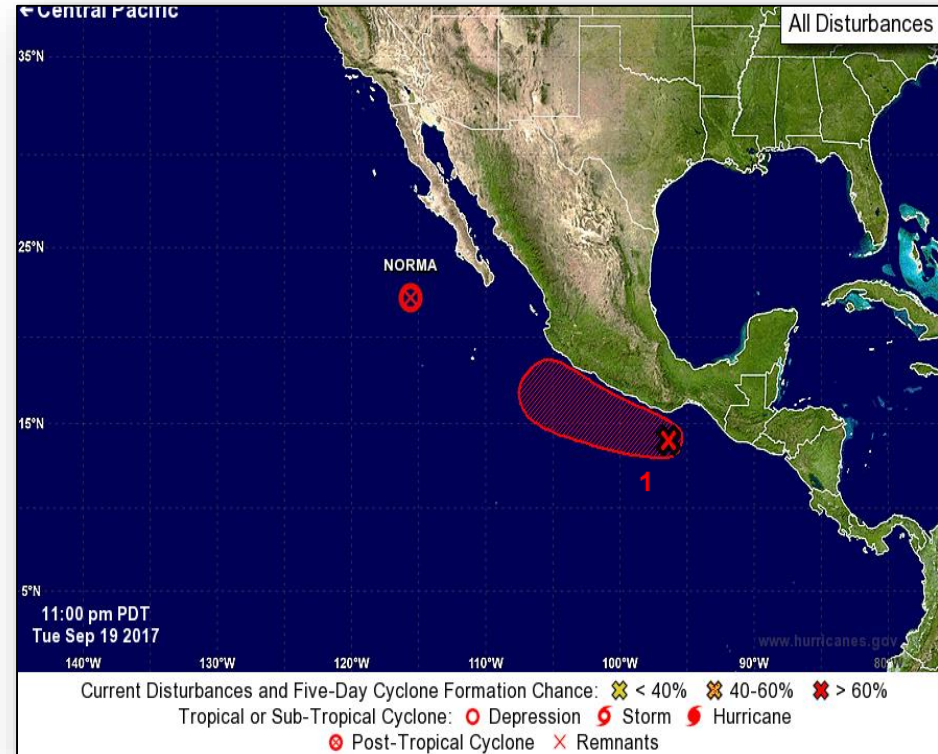 ←Central Pacific
All Disturbances
35°N
25°N
NORMA
15°N
1
5°N
11:00 pm PDT
Tue Sep 19 2017
www.hurricanes.gov
140°W 130°W 120°W 110°W 100°W 90°W 80°W
Current Disturbances and Five-Day Cyclone Formation Chance: < 40% 40-60% > 60%
Tropical or Sub-Tropical Cyclone: Depression Storm Hurricane
Post-Tropical Cyclone Remnants